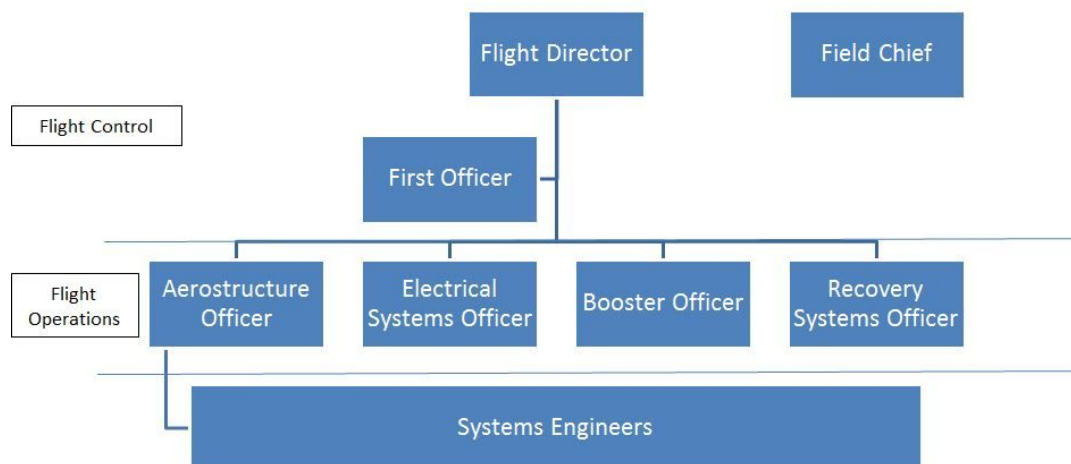 Flight Director
Field Chief
Flight Control
First Officer
Flight
Operations
Aerostructure
Officer
Electrical
Systems Officer
Booster Officer
Recovery
Systems Officer
Systems Engineers